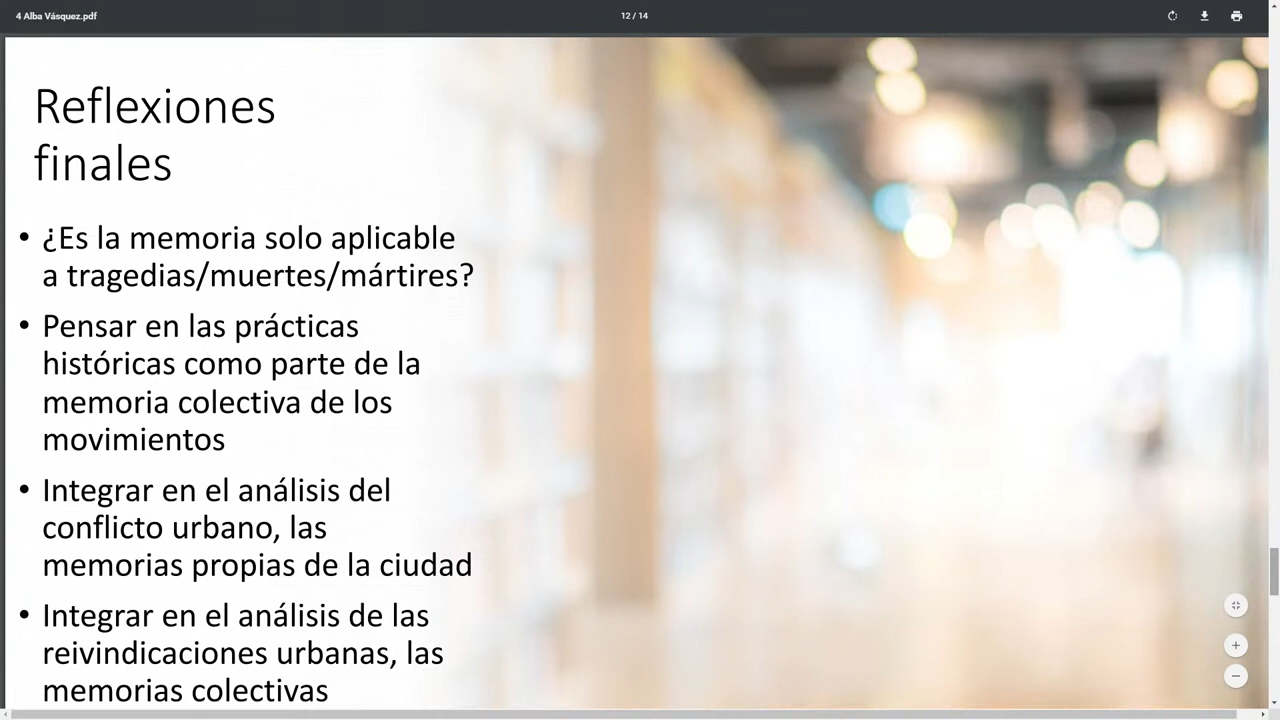 4 Alba Vásquez.pdf
12 / 14
Reflexiones
finales
• ¿Es la memoria solo aplicable
a tragedias/muertes/mártires?
• Pensar en las prácticas
históricas como parte de la
memoria colectiva de los
movimientos
• Integrar en el análisis del
conflicto urbano, las
memorias propias de la ciudad
• Integrar en el análisis de las
reivindicaciones urbanas, las
memorias colectivas